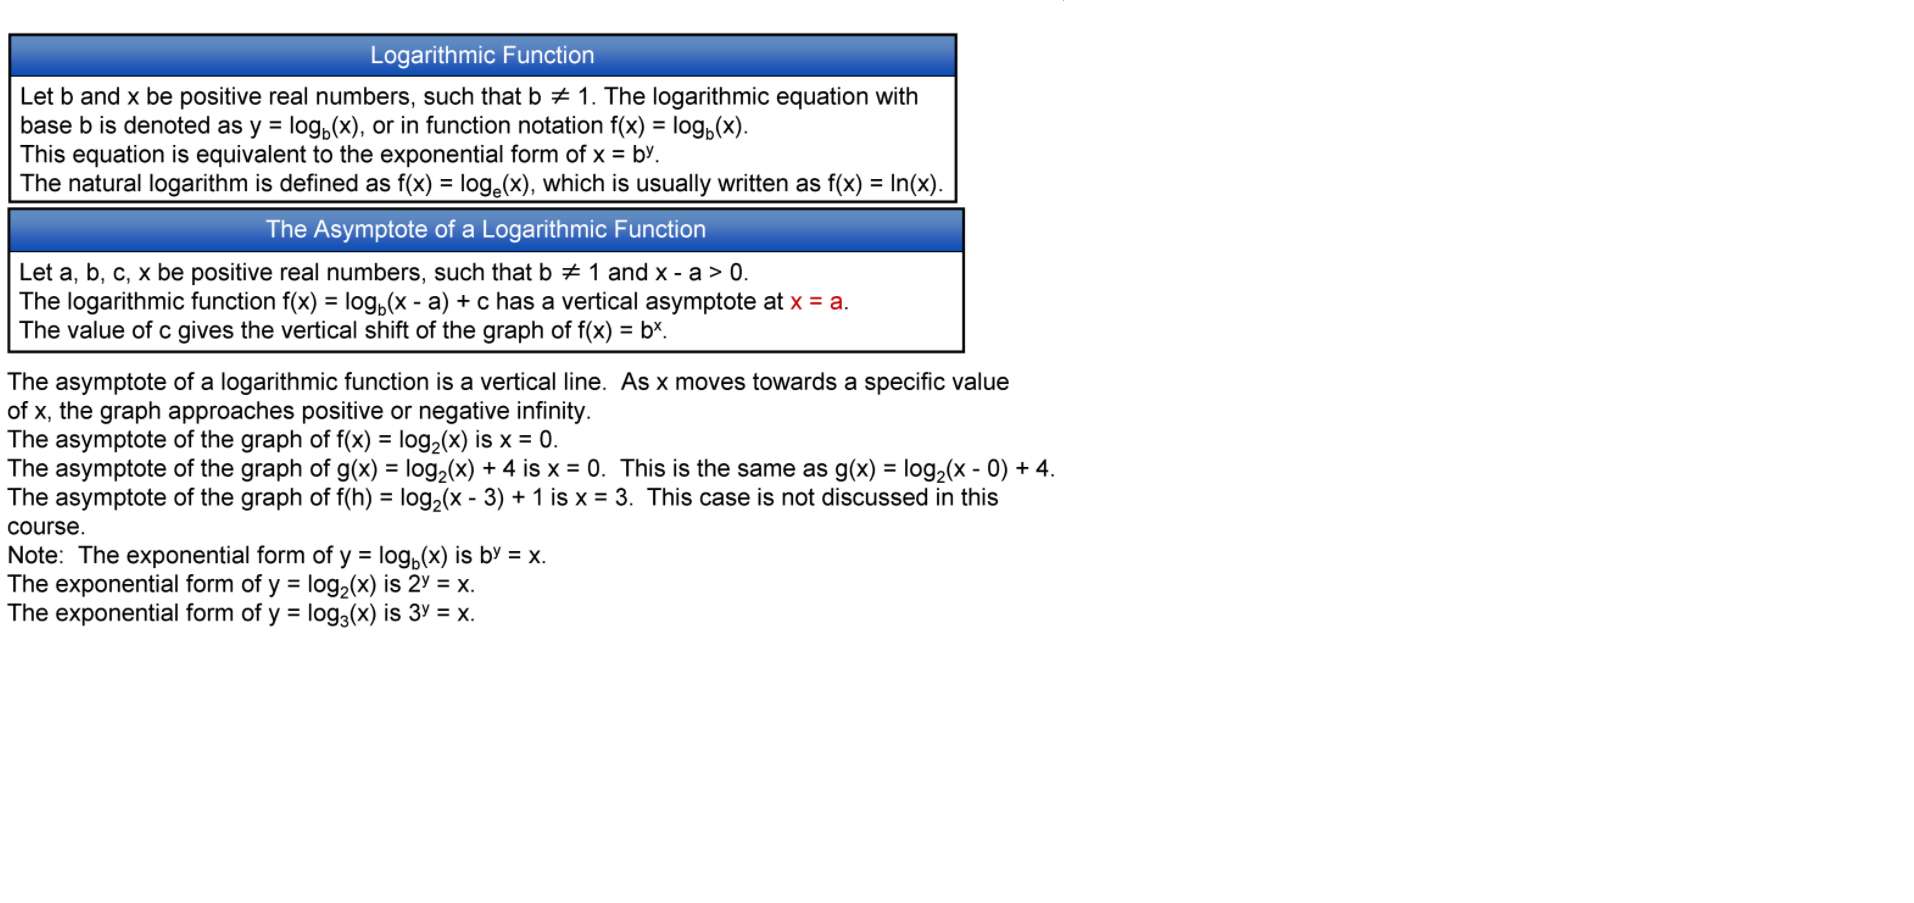 Logarithmic Function
Let b and x be positive real numbers, such that b ≠ 1. The logarithmic equation with
base b is denoted as y = log_b(x), or in function notation f(x) = log_b(x).
This equation is equivalent to the exponential form of x = b^y.
The natural logarithm is defined as f(x) = log_e(x), which is usually written as f(x) = ln(x).
The Asymptote of a Logarithmic Function
Let a, b, c, x be positive real numbers, such that b ≠ 1 and x - a > 0.
The logarithmic function f(x) = log_b(x - a) + c has a vertical asymptote at x = a.
The value of c gives the vertical shift of the graph of f(x) = b^x.
The asymptote of a logarithmic function is a vertical line.  As x moves towards a specific value
of x, the graph approaches positive or negative infinity.
The asymptote of the graph of f(x) = log₂(x) is x = 0.
The asymptote of the graph of g(x) = log₂(x) + 4 is x = 0.  This is the same as g(x) = log₂(x - 0) + 4.
The asymptote of the graph of f(h) = log₂(x - 3) + 1 is x = 3.  This case is not discussed in this
course.
Note:  The exponential form of y = log_b(x) is b^y = x.
The exponential form of y = log₂(x) is 2^y = x.
The exponential form of y = log₃(x) is 3^y = x.